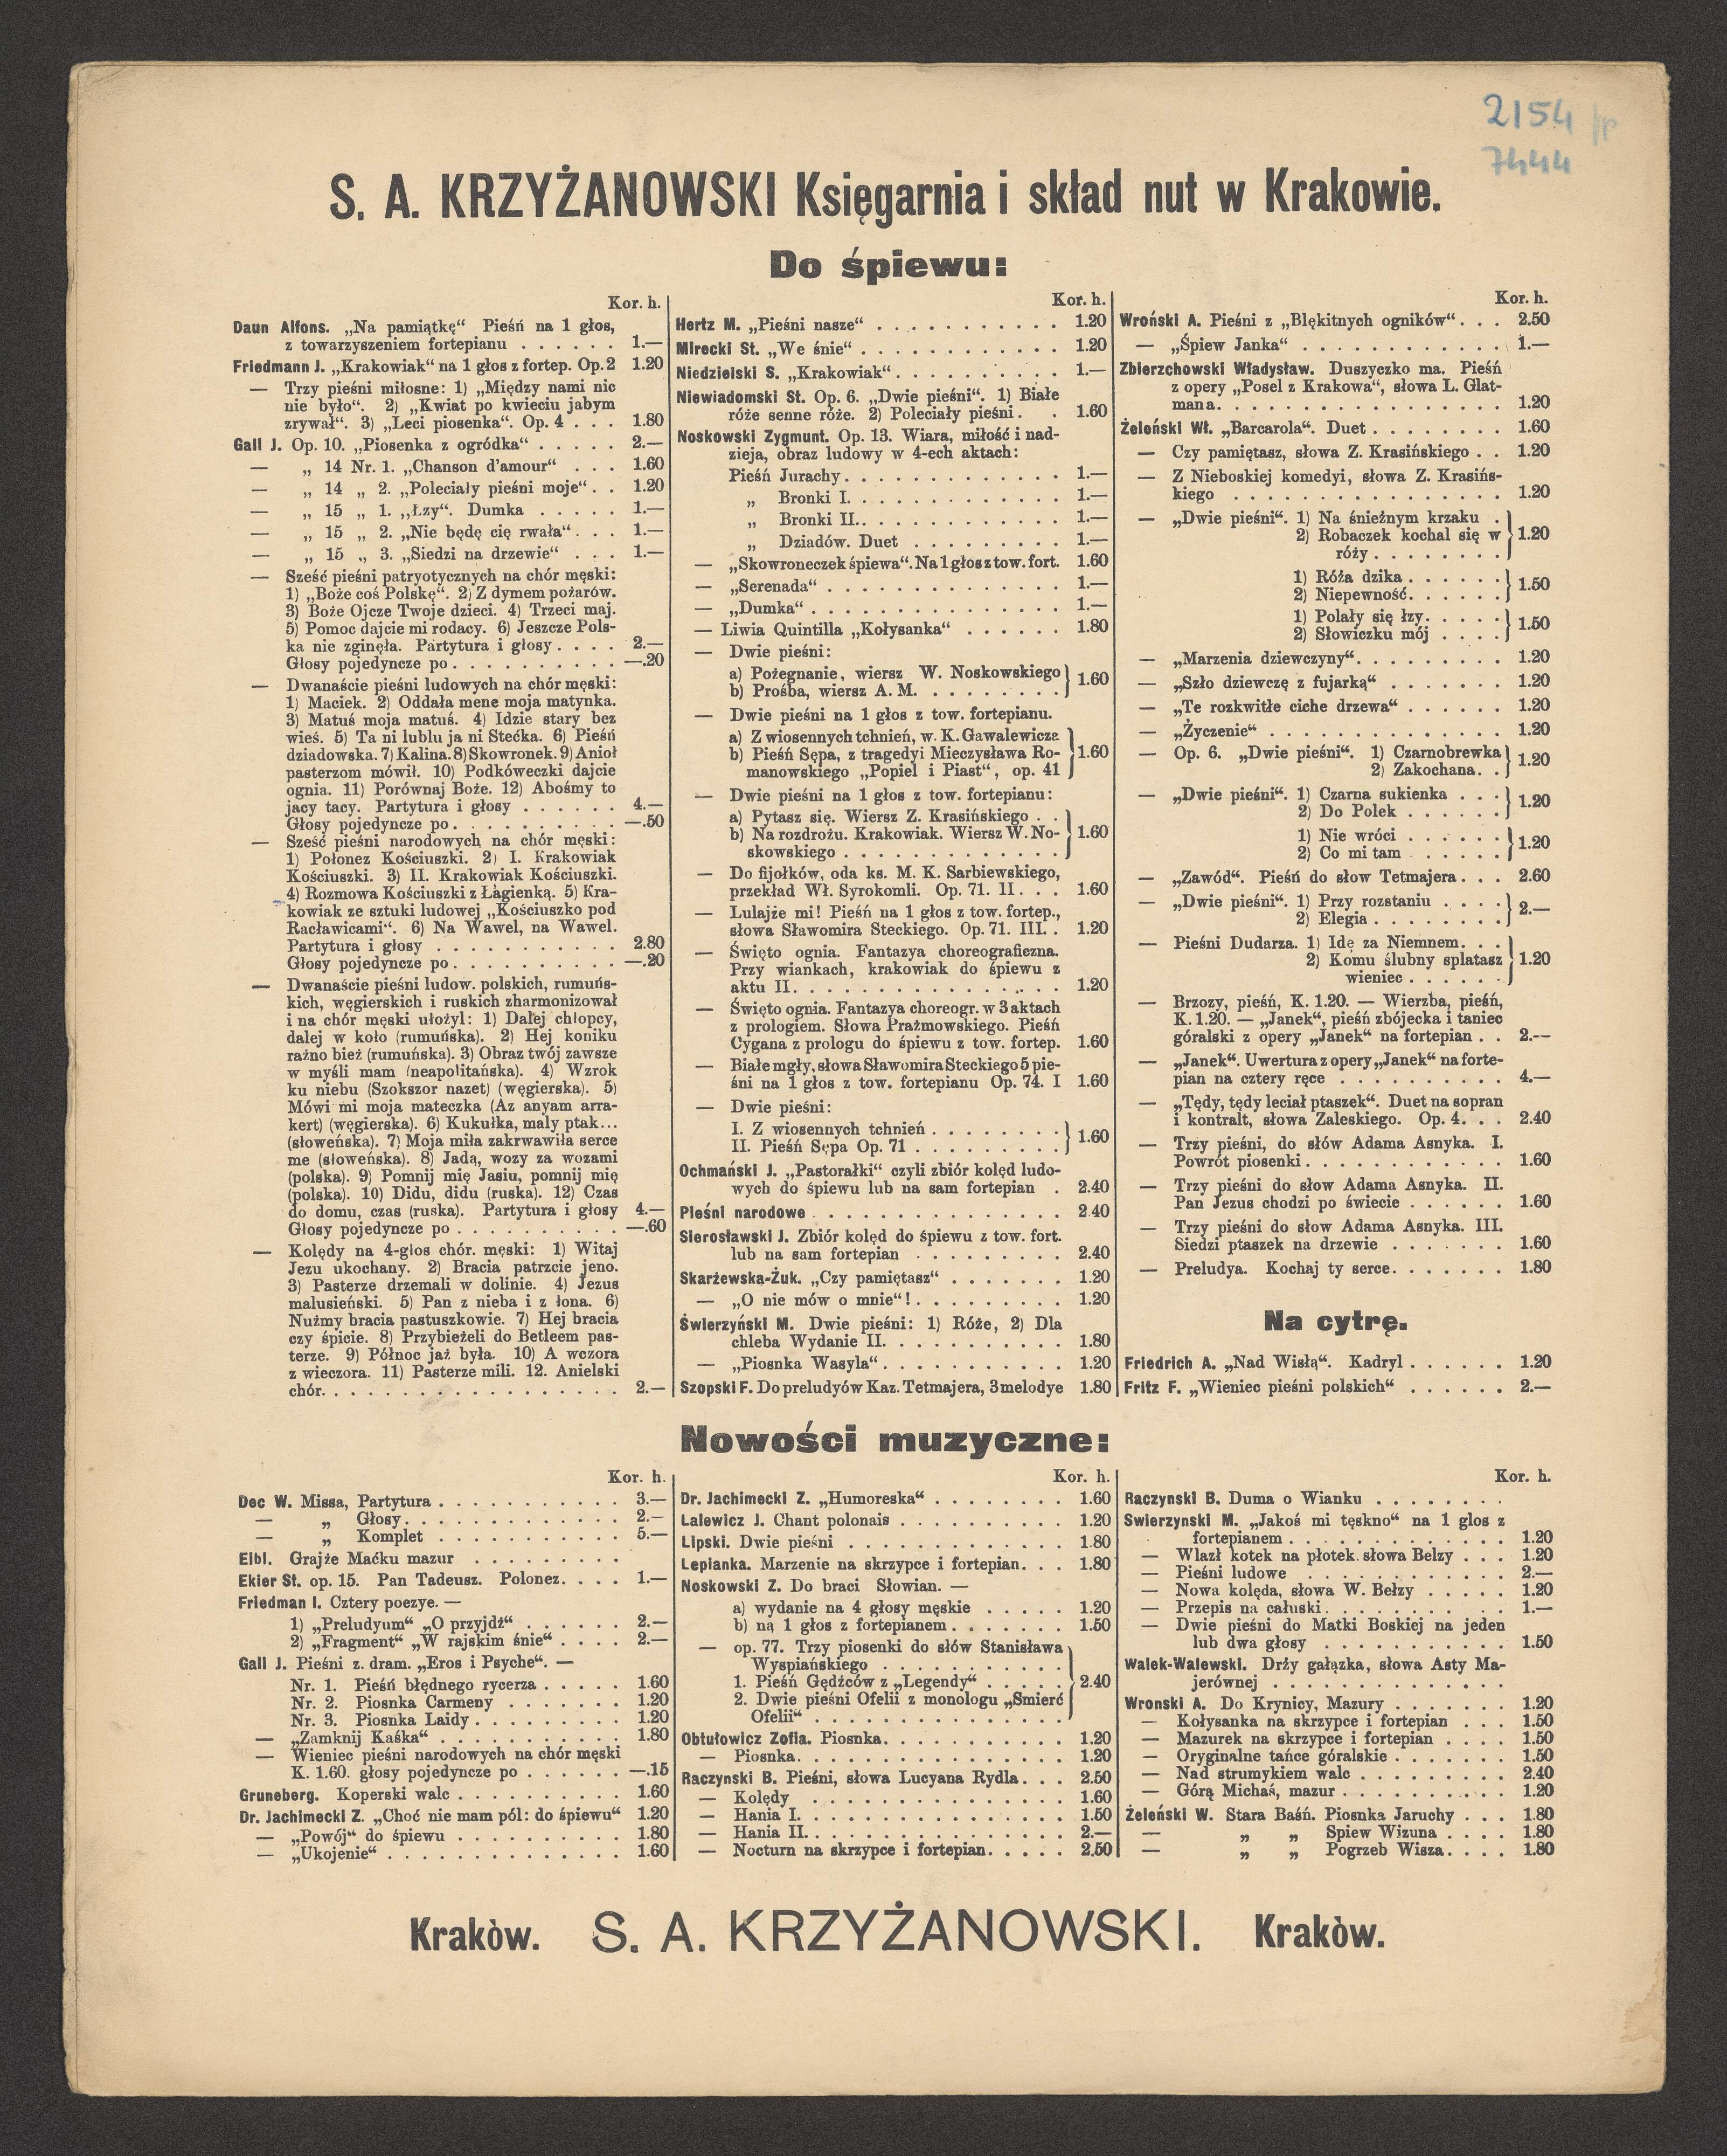 2154
7444
S. A. KRZYŻANOWSKI Księgarnia i skład nut w Krakowie.
Do śpiewu:
Kor. h.
Daun Alfons. „Na pamiątkę“ Pieśń na 1 głos,
z towarzyszeniem fortepianu . . . . . . 1.—
Friedmann J. „Krakowiak“ na 1 głos z fortep. Op. 2 1.20
— Trzy pieśni miłosne: 1) „Między nami nic
nie było“. 2) „Kwiat po kwieciu jabym
zrywał“. 3) „Leci piosenka“. Op. 4 . . . 1.80
Gall J. Op. 10. „Piosenka z ogródka“ . . . . . 2.—
— „ 14 Nr. 1. „Chanson d'amour“ . . . 1.60
— „ 14 „ 2. „Poleciały pieśni moje“ . . 1.20
— „ 15 „ 1. „Łzy“. Dumka . . . . . 1.—
— „ 15 „ 2. „Nie będę cię rwała“ . . . 1.—
— „ 15 „ 3. „Siedzi na drzewie“ . . . 1.—
— Sześć pieśni patryotycznych na chór męski:
1) „Boże coś Polskę“. 2) Z dymem pożarów.
3) Boże Ojcze Twoje dzieci. 4) Trzeci maj.
5) Pomoc dajcie mi rodacy. 6) Jeszcze Pols-
ka nie zginęła. Partytura i głosy . . . . 2.—
Głosy pojedyncze po . . . . . . . . . . —.20
— Dwanaście pieśni ludowych na chór męski:
1) Maciek. 2) Oddała mene moja matynka.
3) Matuś moja matuś. 4) Idzie stary bez
wieś. 5) Ta ni lublu ja ni Stećka. 6) Pieśń
dziadowska. 7) Kalina. 8) Skowronek. 9) Anioł
pasterzom mówił. 10) Podkóweczki dajcie
ognia. 11) Porównaj Boże. 12) Abośmy to
jacy tacy. Partytura i głosy . . . . . . 4.—
Głosy pojedyncze po . . . . . . . . . . —.50
— Sześć pieśni narodowych na chór męski:
1) Polonez Kościuszki. 2) I. Krakowiak
Kościuszki. 3) II. Krakowiak Kościuszki.
4) Rozmowa Kościuszki z Łagienką. 5) Kra-
kowiak ze sztuki ludowej „Kościuszko pod
Racławicami“. 6) Na Wawel, na Wawel.
Partytura i głosy . . . . . . . . . . . 2.80
Głosy pojedyncze po . . . . . . . . . . —.20
— Dwanaście pieśni ludow. polskich, rumuńs-
kich, węgierskich i ruskich zharmonizował
i na chór męski ułożył: 1) Dalej chłopcy,
dalej w koło (rumuńska). 2) Hej koniku
raźno bież (rumuńska). 3) Obraz twój zawsze
w myśli mam (neapolitańska). 4) Wzrok
ku niebu (Szokszor nazet) (węgierska). 5)
Mówi mi moja mateczka (Az anyam arra-
kert) (węgierska). 6) Kukułka, maly ptak...
(słoweńska). 7) Moja miła zakrwawiła serce
me (słoweńska). 8) Jadą, wozy za wozami
(polska). 9) Pomnij mię Jasiu, pomnij mię
(polska). 10) Didu, didu (ruska). 12) Czas
do domu, czas (ruska). Partytura i głosy 4.—
Głosy pojedyncze po . . . . . . . . . . —.60
— Kolędy na 4-głos chór. męski: 1) Witaj
Jezu ukochany. 2) Bracia patrzcie jeno.
3) Pasterze drzemali w dolinie. 4) Jezus
malusieński. 5) Pan z nieba i z łona. 6)
Nużmy bracia pastuszkowie. 7) Hej bracia
czy śpicie. 8) Przybieżeli do Betleem pas-
terze. 9) Północ jaż była. 10) A wczora
z wieczora. 11) Pasterze mili. 12. Anielski
chór. . . . . . . . . . . . . . . . . . 2.—
Kor. h.
Hertz M. „Pieśni nasze“ . . . . . . . . . . . 1.20
Mirecki St. „We śnie“ . . . . . . . . . . . . 1.20
Niedzielski S. „Krakowiak“ . . . . . . . . . . 1.—
Niewiadomski St. Op. 6. „Dwie pieśni“. 1) Białe
róże senne róże. 2) Poleciały pieśni . . . 1.60
Noskowski Zygmunt. Op. 13. Wiara, miłość i nad-
zieja, obraz ludowy w 4-ech aktach:
Pieśń Jurachy . . . . . . . . . . . . . 1.—
„ Bronki I. . . . . . . . . . . . . 1.—
„ Bronki II. . . . . . . . . . . . 1.—
„ Dziadów. Duet . . . . . . . . . 1.—
— „Skowroneczek śpiewa“. Na 1 głos z tow. fort. 1.60
— „Serenada“ . . . . . . . . . . . . . . 1.—
— „Dumka“ . . . . . . . . . . . . . . . 1.—
— Liwia Quintilla „Kołysanka“ . . . . . . 1.80
— Dwie pieśni:
a) Pożegnanie, wiersz W. Noskowskiego
b) Prośba, wiersz A. M. . . . . . . . . } 1.60
— Dwie pieśni na 1 głos z tow. fortepianu.
a) Z wiosennych tchnień, w. K. Gawalewicza
b) Pieśń Sępa, z tragedyi Mieczysława Ro- } 1.60
manowskiego „Popiel i Piast“, op. 41
— Dwie pieśni na 1 głos z tow. fortepianu:
a) Pytasz się. Wiersz Z. Krasińskiego . .
b) Na rozdrożu. Krakowiak. Wiersz W. No- } 1.60
skowskiego . . . . . . . . . . . . .
— Do fijołków, oda ks. M. K. Sarbiewskiego,
przekład Wł. Syrokomli. Op. 71. II . . . 1.60
— Lulajże mi! Pieśń na 1 głos z tow. fortep.,
słowa Sławomira Steckiego. Op. 71. III. . 1.20
— Święto ognia. Fantazya choreograficzna.
Przy wiankach, krakowiak do śpiewu z
aktu II. . . . . . . . . . . . . . . . . 1.20
— Święto ognia. Fantazya choreogr. w 3 aktach
z prologiem. Słowa Prażmowskiego. Pieśń
Cygana z prologu do śpiewu z tow. fortep. 1.60
— Białe mgły, słowa Sławomira Steckiego 5 pie-
śni na 1 głos z tow. fortepianu Op. 74. I 1.60
— Dwie pieśni:
I. Z wiosennych tchnień . . . . . . . .
II. Pieśń Sępa Op. 71 . . . . . . . . . } 1.60
Ochmański J. „Pastorałki“ czyli zbiór kolęd ludo-
wych do śpiewu lub na sam fortepian . 2.40
Pieśni narodowe . . . . . . . . . . . . . . . 2 40
Sierosławski J. Zbiór kolęd do śpiewu z tow. fort.
lub na sam fortepian . . . . . . . . . 2.40
Skarżewska-Żuk. „Czy pamiętasz“ . . . . . . . 1.20
— „O nie mów o mnie“! . . . . . . . . . 1.20
Świerzyński M. Dwie pieśni: 1) Róże, 2) Dla
chleba Wydanie II. . . . . . . . . . . . 1.80
— „Piosnka Wasyla“ . . . . . . . . . . . 1.20
Szopski F. Do preludyów Kaz. Tetmajera, 3 melodye 1.80
Kor. h.
Wroński A. Pieśni z „Błękitnych ogników“ . . . 2.50
— „Śpiew Janka“ . . . . . . . . . . . . 1.—
Zbierzchowski Władysław. Duszyczko ma. Pieśń
z opery „Posel z Krakowa“, słowa L. Glat-
mana. . . . . . . . . . . . . . . . . . 1.20
Żeleński Wł. „Barcarola“. Duet . . . . . . . . 1.60
— Czy pamiętasz, słowa Z. Krasińskiego . . 1.20
— Z Nieboskiej komedyi, słowa Z. Krasińs-
kiego . . . . . . . . . . . . . . . . . 1.20
— „Dwie pieśni“. 1) Na śnieżnym krzaku .
2) Robaczek kochal się w } 1.20
róży . . . . . . . .
1) Róża dzika . . . . . .
2) Niepewność. . . . . . } 1.50
1) Polały się łzy . . . . .
2) Słowiczku mój . . . . } 1.50
— „Marzenia dziewczyny“ . . . . . . . . . 1.20
— „Szło dziewczę z fujarką“ . . . . . . . 1.20
— „Te rozkwitłe ciche drzewa“ . . . . . . 1.20
— „Życzenie“ . . . . . . . . . . . . . . 1.20
— Op. 6. „Dwie pieśni“. 1) Czarnobrewka
2) Zakochana. . } 1.20
— „Dwie pieśni“. 1) Czarna sukienka . . .
2) Do Polek . . . . . . } 1.20
1) Nie wróci . . . . . .
2) Co mi tam . . . . . . } 1.20
— „Zawód“. Pieśń do słow Tetmajera . . . 2.60
— „Dwie pieśni“. 1) Przy rozstaniu . . . .
2) Elegia . . . . . . . . } 2.—
— Pieśni Dudarza. 1) Idę za Niemnem. . .
2) Komu ślubny splatasz } 1.20
wieniec . . . . .
— Brzozy, pieśń, K. 1.20. — Wierzba, pieśń,
K. 1.20. — „Janek“, pieśń zbójecka i taniec
góralski z opery „Janek“ na fortepian . . 2.—
— „Janek“. Uwertura z opery „Janek“ na forte-
pian na cztery ręce . . . . . . . . . . 4.—
— „Tędy, tędy leciał ptaszek“. Duet na sopran
i kontralt, słowa Zaleskiego. Op. 4. . . 2.40
— Trzy pieśni, do słów Adama Asnyka. I.
Powrót piosenki . . . . . . . . . . . . 1.60
— Trzy pieśni do słow Adama Asnyka. II.
Pan Jezus chodzi po świecie . . . . . . 1.60
— Trzy pieśni do słow Adama Asnyka. III.
Siedzi ptaszek na drzewie . . . . . . . 1.60
— Preludya. Kochaj ty serce . . . . . . . 1.80
Na cytrę.
Friedrich A. „Nad Wisłą“. Kadryl . . . . . . 1.20
Fritz F. „Wieniec pieśni polskich“ . . . . . . 2.—
Nowości muzyczne:
Kor. h.
Dec W. Missa, Partytura . . . . . . . . . . . 3.—
— „ Głosy . . . . . . . . . . . . . 2.—
— „ Komplet . . . . . . . . . . . 5.—
Eibl. Grajże Maćku mazur . . . . . . . . .
Ekier St. op. 15. Pan Tadeusz. Polonez. . . . 1.—
Friedman I. Cztery poezye. —
1) „Preludyum“ „O przyjdź“ . . . . . . 2.—
2) „Fragment“ „W rajskim śnie“ . . . . 2.—
Gall J. Pieśni z. dram. „Eros i Psyche“. —
Nr. 1. Pieśń błędnego rycerza . . . . . 1.60
Nr. 2. Piosnka Carmeny . . . . . . . 1.20
Nr. 3. Piosnka Laidy . . . . . . . . . 1.20
— „Zamknij Kaśka“ . . . . . . . . . . . 1.80
— Wieniec pieśni narodowych na chór męski
K. 1.60. głosy pojedyncze po . . . . . . —.15
Gruneberg. Koperski walc . . . . . . . . . . 1.60
Dr. Jachimecki Z. „Choć nie mam pól: do śpiewu“ 1.20
— „Powój“ do śpiewu . . . . . . . . . . 1.80
— „Ukojenie“ . . . . . . . . . . . . . . 1.60
Kor. h.
Dr. Jachimecki Z. „Humoreska“ . . . . . . . . 1.60
Lalewicz J. Chant polonais . . . . . . . . . . 1.20
Lipski. Dwie pieśni . . . . . . . . . . . . . 1 80
Lepianka. Marzenie na skrzypce i fortepian . . . 1.80
Noskowski Z. Do braci Słowian. —
a) wydanie na 4 głosy męskie . . . . . 1.20
b) ną 1 głos z fortepianem . . . . . . . 1.50
— op. 77. Trzy piosenki do słów Stanisława
Wyspiańskiego . . . . . . . . . . .
1. Pieśń Gędźców z „Legendy“ . . . . . } 2.40
2. Dwie pieśni Ofelii z monologu „Smierć
Ofelii“ . . . . . . . . . . . . . . .
Obtułowicz Zofia. Piosnka . . . . . . . . . . . 1.20
— Piosnka . . . . . . . . . . . . . . . . 1.20
Raczynski B. Pieśni, słowa Lucyana Rydla . . . 2.50
— Kolędy . . . . . . . . . . . . . . . . 1.60
— Hania I. . . . . . . . . . . . . . . . 1.50
— Hania II. . . . . . . . . . . . . . . . 2.—
— Nocturn na skrzypce i fortepian . . . . . 2.50
Kor. h.
Raczynski B. Duma o Wianku . . . . . . . .
Swierzynski M. „Jakoś mi tęskno“ na 1 glos z
fortepianem . . . . . . . . . . . . . 1.20
— Wlazł kotek na płotek. słowa Belzy . . . 1.20
— Pieśni ludowe . . . . . . . . . . . . 2.—
— Nowa kolęda, słowa W. Bełzy . . . . . 1.20
— Przepis na całuski . . . . . . . . . . . 1.—
— Dwie pieśni do Matki Boskiej na jeden
lub dwa głosy . . . . . . . . . . . 1.50
Walek-Walewski. Drży gałązka, słowa Asty Ma-
jerównej . . . . . . . . . . . . . .
Wronski A. Do Krynicy, Mazury . . . . . . . 1.20
— Kołysanka na skrzypce i fortepian . . . 1.50
— Mazurek na skrzypce i fortepian . . . . 1.50
— Oryginalne tańce góralskie . . . . . . . 1.50
— Nad strumykiem walc . . . . . . . . . 2.40
— Górą Michaś, mazur . . . . . . . . . . 1.20
Żeleński W. Stara Baśń. Piosnka Jaruchy . . . 1.80
— „ „ Spiew Wizuna . . . . 1.80
— „ „ Pogrzeb Wisza . . . . 1.80
Kraków. S. A. KRZYŻANOWSKI. Kraków.